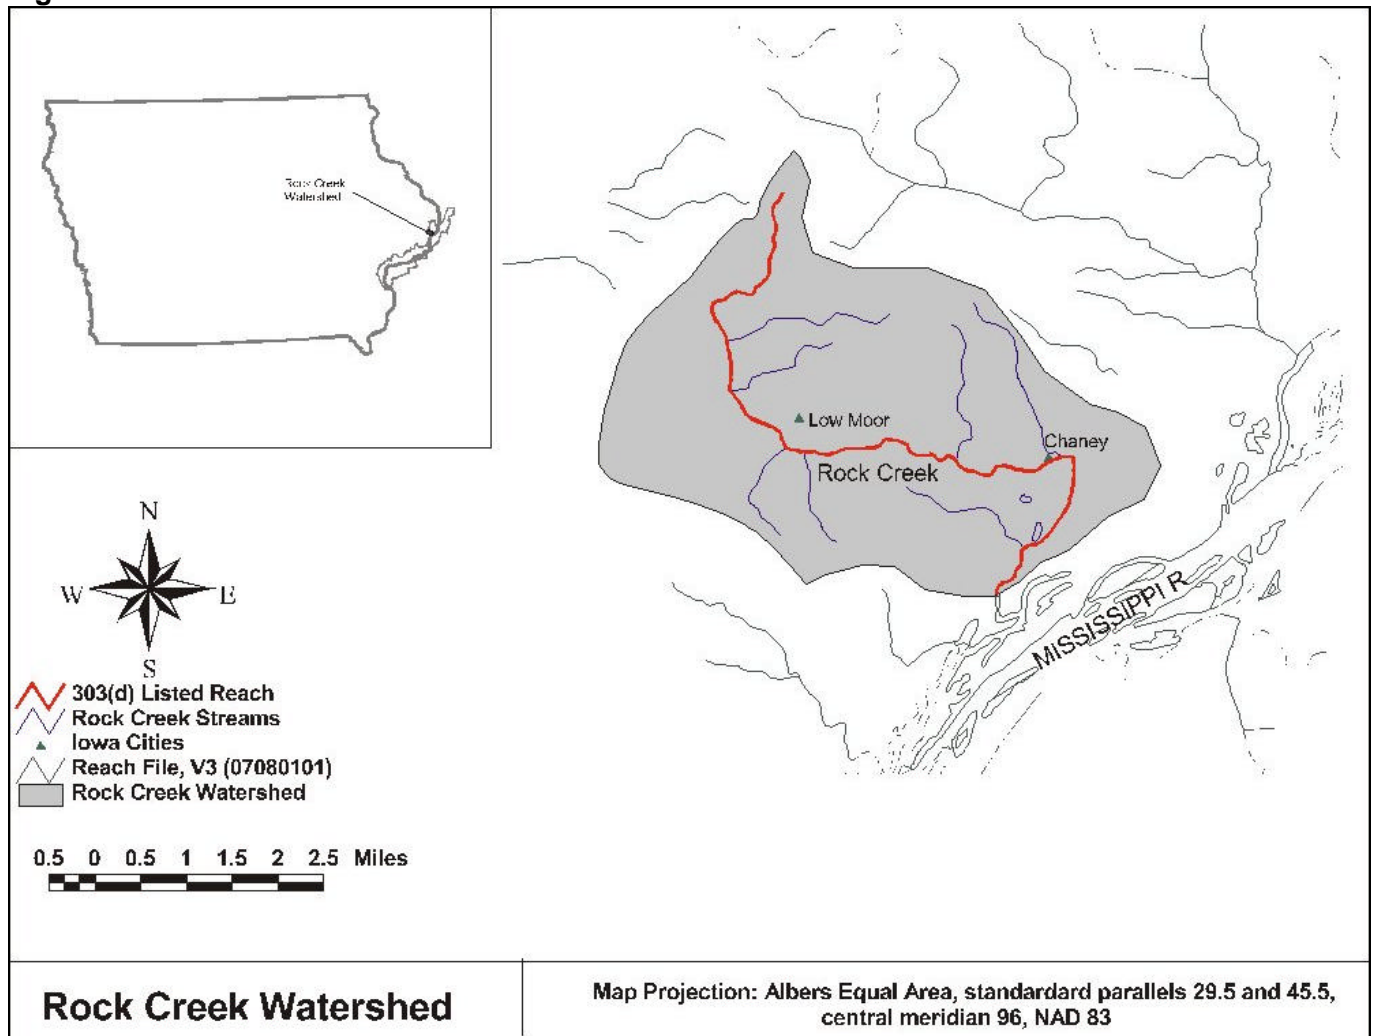 Rock Creek
Watershed
Low Moor
Chaney
Rock Creek
MISSISSIPPI R
N
W
E
S
303(d) Listed Reach
Rock Creek Streams
Iowa Cities
Reach File, V3 (07080101)
Rock Creek Watershed
0.5 0 0.5 1 1.5 2 2.5 Miles
Rock Creek Watershed
Map Projection: Albers Equal Area, standardard parallels 29.5 and 45.5,
central meridian 96, NAD 83